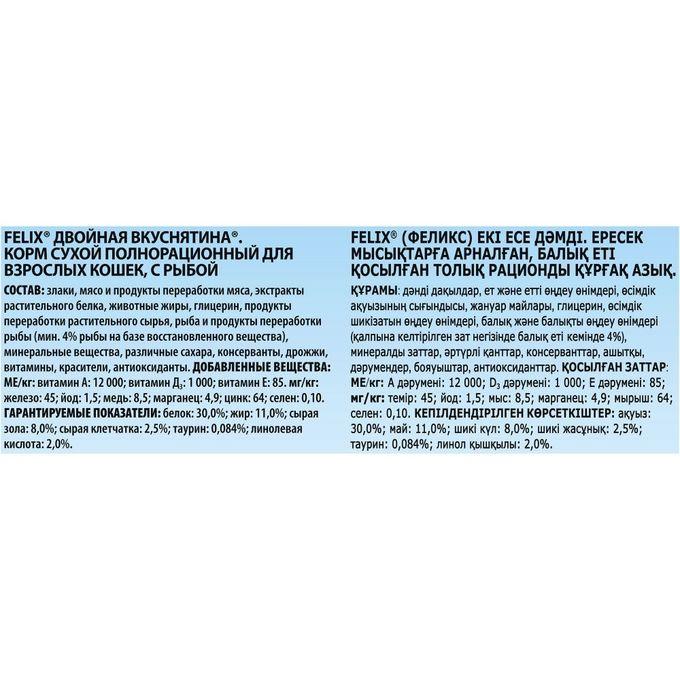 FELIX® ДВОЙНАЯ ВКУСНЯТИНА®.
КОРМ СУХОЙ ПОЛНОРАЦИОННЫЙ ДЛЯ
ВЗРОСЛЫХ КОШЕК, С РЫБОЙ
СОСТАВ: злаки, мясо и продукты переработки мяса, экстракты
растительного белка, животные жиры, глицерин, продукты
переработки растительного сырья, рыба и продукты переработки
рыбы (мин. 4% рыбы на базе восстановленного вещества),
минеральные вещества, различные сахара, консерванты, дрожжи,
витамины, красители, антиоксиданты. ДОБАВЛЕННЫЕ ВЕЩЕСТВА:
МЕ/кг: витамин А: 12 000; витамин Д₃: 1 000; витамин Е: 85. мг/кг:
железо: 45; йод: 1,5; медь: 8,5; марганец: 4,9; цинк: 64; селен: 0,10.
ГАРАНТИРУЕМЫЕ ПОКАЗАТЕЛИ: белок: 30,0%; жир: 11,0%; сырая
зола: 8,0%; сырая клетчатка: 2,5%; таурин: 0,084%; линолевая
кислота: 2,0%.
FELIX® (ФЕЛИКС) ЕКІ ЕСЕ ДӘМДІ. ЕРЕСЕК
МЫСЫҚТАРҒА АРНАЛҒАН, БАЛЫҚ ЕТІ
ҚОСЫЛҒАН ТОЛЫҚ РАЦИОНДЫ ҚҰРҒАҚ АЗЫҚ.
ҚҰРАМЫ: дәнді дақылдар, ет және етті өңдеу өнімдері, өсімдік
ақуызының сығындысы, жануар майлары, глицерин, өсімдік
шикізатын өңдеу өнімдері, балық және балықты өңдеу өнімдері
(қалпына келтірілген зат негізінде балық еті кемінде 4%),
минералды заттар, әртүрлі қанттар, консерванттар, ашытқы,
дәрумендер, бояуыштар, антиоксиданттар. ҚОСЫЛҒАН ЗАТТАР:
МЕ/кг: А дәрумені: 12 000; D₃ дәрумені: 1 000; Е дәрумені: 85;
мг/кг: темір: 45; йод: 1,5; мыс: 8,5; марганец: 4,9; мырыш: 64;
селен: 0,10. КЕПІЛДЕНДІРІЛГЕН КӨРСЕТКІШТЕР: ақуыз:
30,0%; май: 11,0%; шикі күл: 8,0%; шикі жасұнық: 2,5%;
таурин: 0,084%; линол қышқылы: 2,0%.